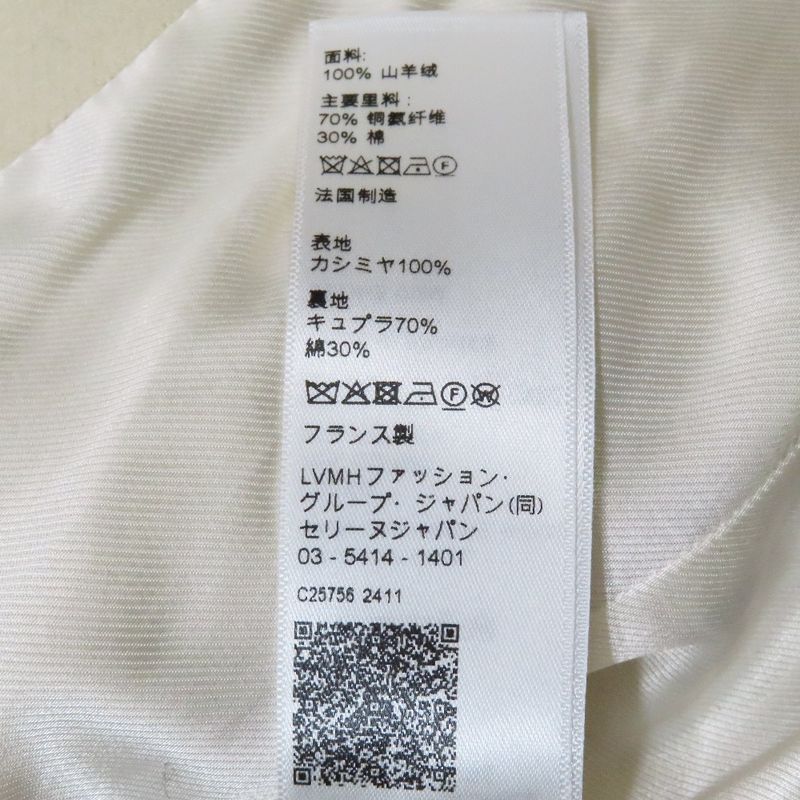 面料:
100% 山羊绒
主要里料:
70% 铜氨纤维
30% 棉
F
法国制造
表地
カシミヤ100%
裏地
キュプラ70%
綿30%
F W
フランス製
LVMHファッション・
グループ・ジャパン(同)
セリーヌジャパン
03 - 5414 - 1401
C25756 2411